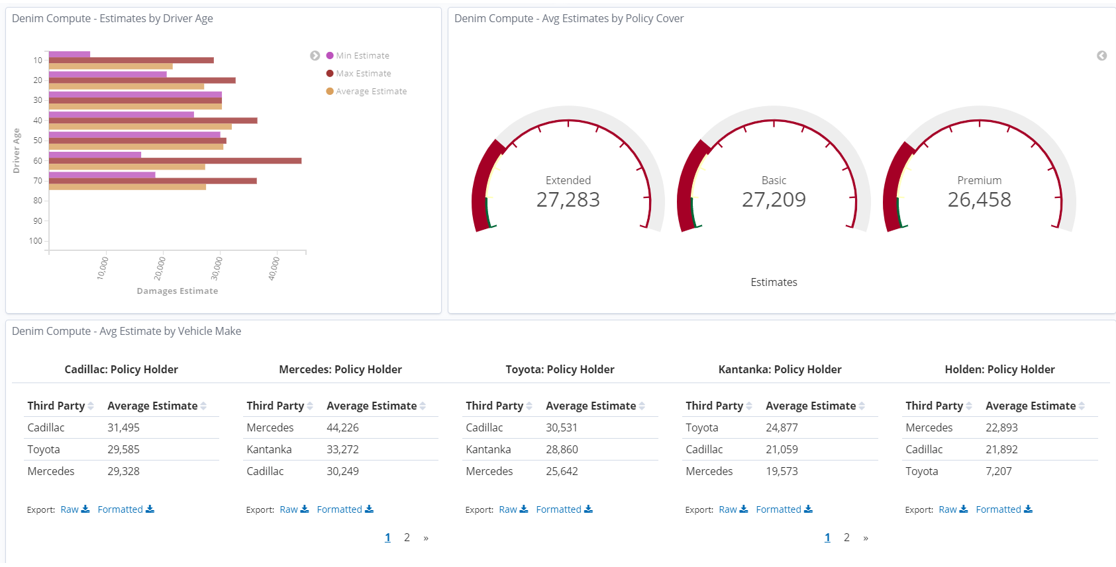 Denim Compute - Estimates by Driver Age
Min Estimate
Max Estimate
Average Estimate
Driver Age
10
20
30
40
50
60
70
80
90
100
10,000
20,000
30,000
40,000
Damages Estimate
Denim Compute - Avg Estimates by Policy Cover
Extended
27,283
Basic
27,209
Premium
26,458
Estimates
Denim Compute - Avg Estimate by Vehicle Make
Cadillac: Policy Holder
Third Party Average Estimate
Cadillac 31,495
Toyota 29,585
Mercedes 29,328
Export: Raw Formatted
Mercedes: Policy Holder
Third Party Average Estimate
Mercedes 44,226
Kantanka 33,272
Cadillac 30,249
Export: Raw Formatted
1 2 »
Toyota: Policy Holder
Third Party Average Estimate
Cadillac 30,531
Kantanka 28,860
Mercedes 25,642
Export: Raw Formatted
Kantanka: Policy Holder
Third Party Average Estimate
Toyota 24,877
Cadillac 21,059
Mercedes 19,573
Export: Raw Formatted
1 2 »
Holden: Policy Holder
Third Party Average Estimate
Mercedes 22,893
Cadillac 21,892
Toyota 7,207
Export: Raw Formatted